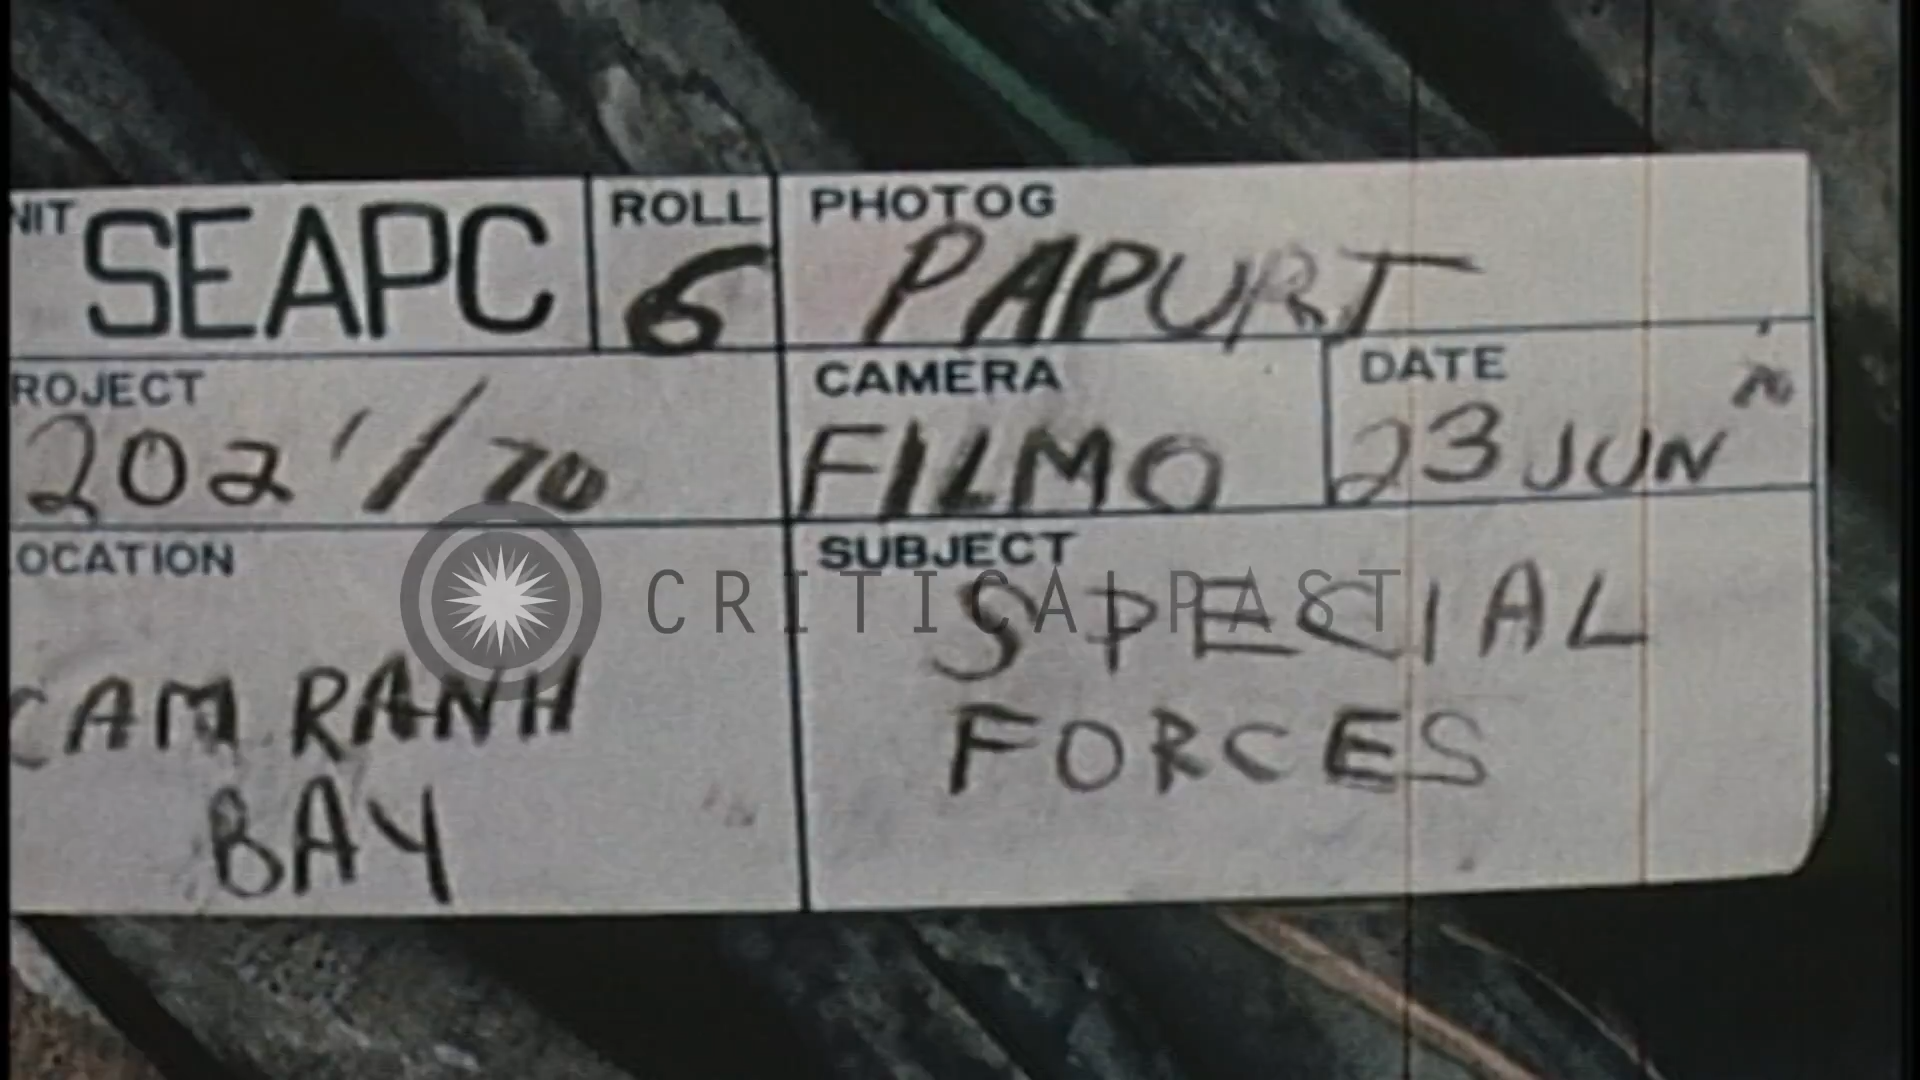 NIT SEAPC ROLL 6 PHOTOG PAPURT
ROJECT 202'/70 CAMERA FILMO DATE 23 JUN '70
OCATION CAM RANH BAY
SUBJECT SPECIAL FORCES
CRITICALPAST